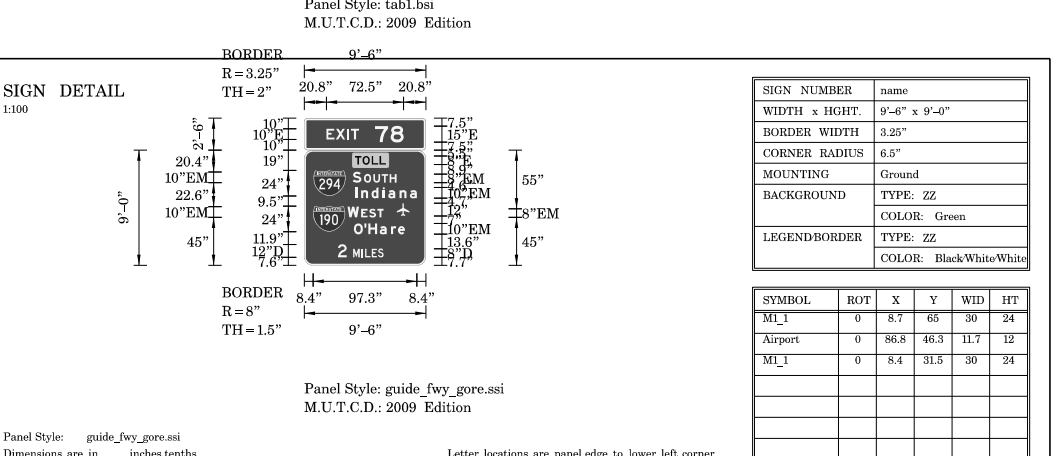 Panel Style: tab1.bsi
M.U.T.C.D.: 2009 Edition
SIGN DETAIL
1:100
BORDER
R=3.25"
TH=2"
9'-6"
20.8" 72.5" 20.8"
2'-6"
10"
10"E
10"
7.5"
15"E
7.5"
EXIT 78
TOLL
INTERSTATE
294
SOUTH
Indiana
INTERSTATE
190
WEST
O'Hare
2 MILES
9'-0"
20.4"
10"EM
22.6"
10"EM
45"
19"
24"
9.5"
24"
11.9"
12"D
7.6"
8"E
10"EM
4.7"
12"
7"
10"EM
13.6"
8"D
7.7"
55"
8"EM
45"
BORDER
R=8"
TH=1.5"
8.4" 97.3" 8.4"
9'-6"
Panel Style: guide_fwy_gore.ssi
M.U.T.C.D.: 2009 Edition
Panel Style: guide_fwy_gore.ssi
Dimensions are in inches.tenths
Letter locations are panel edge to lower left corner
SIGN NUMBER name
WIDTH x HGHT. 9'-6" x 9'-0"
BORDER WIDTH 3.25"
CORNER RADIUS 6.5"
MOUNTING Ground
BACKGROUND TYPE: ZZ
COLOR: Green
LEGEND/BORDER TYPE: ZZ
COLOR: Black/White/White
SYMBOL ROT X Y WID HT
M1_1 0 8.7 65 30 24
Airport 0 86.8 46.3 11.7 12
M1_1 0 8.4 31.5 30 24